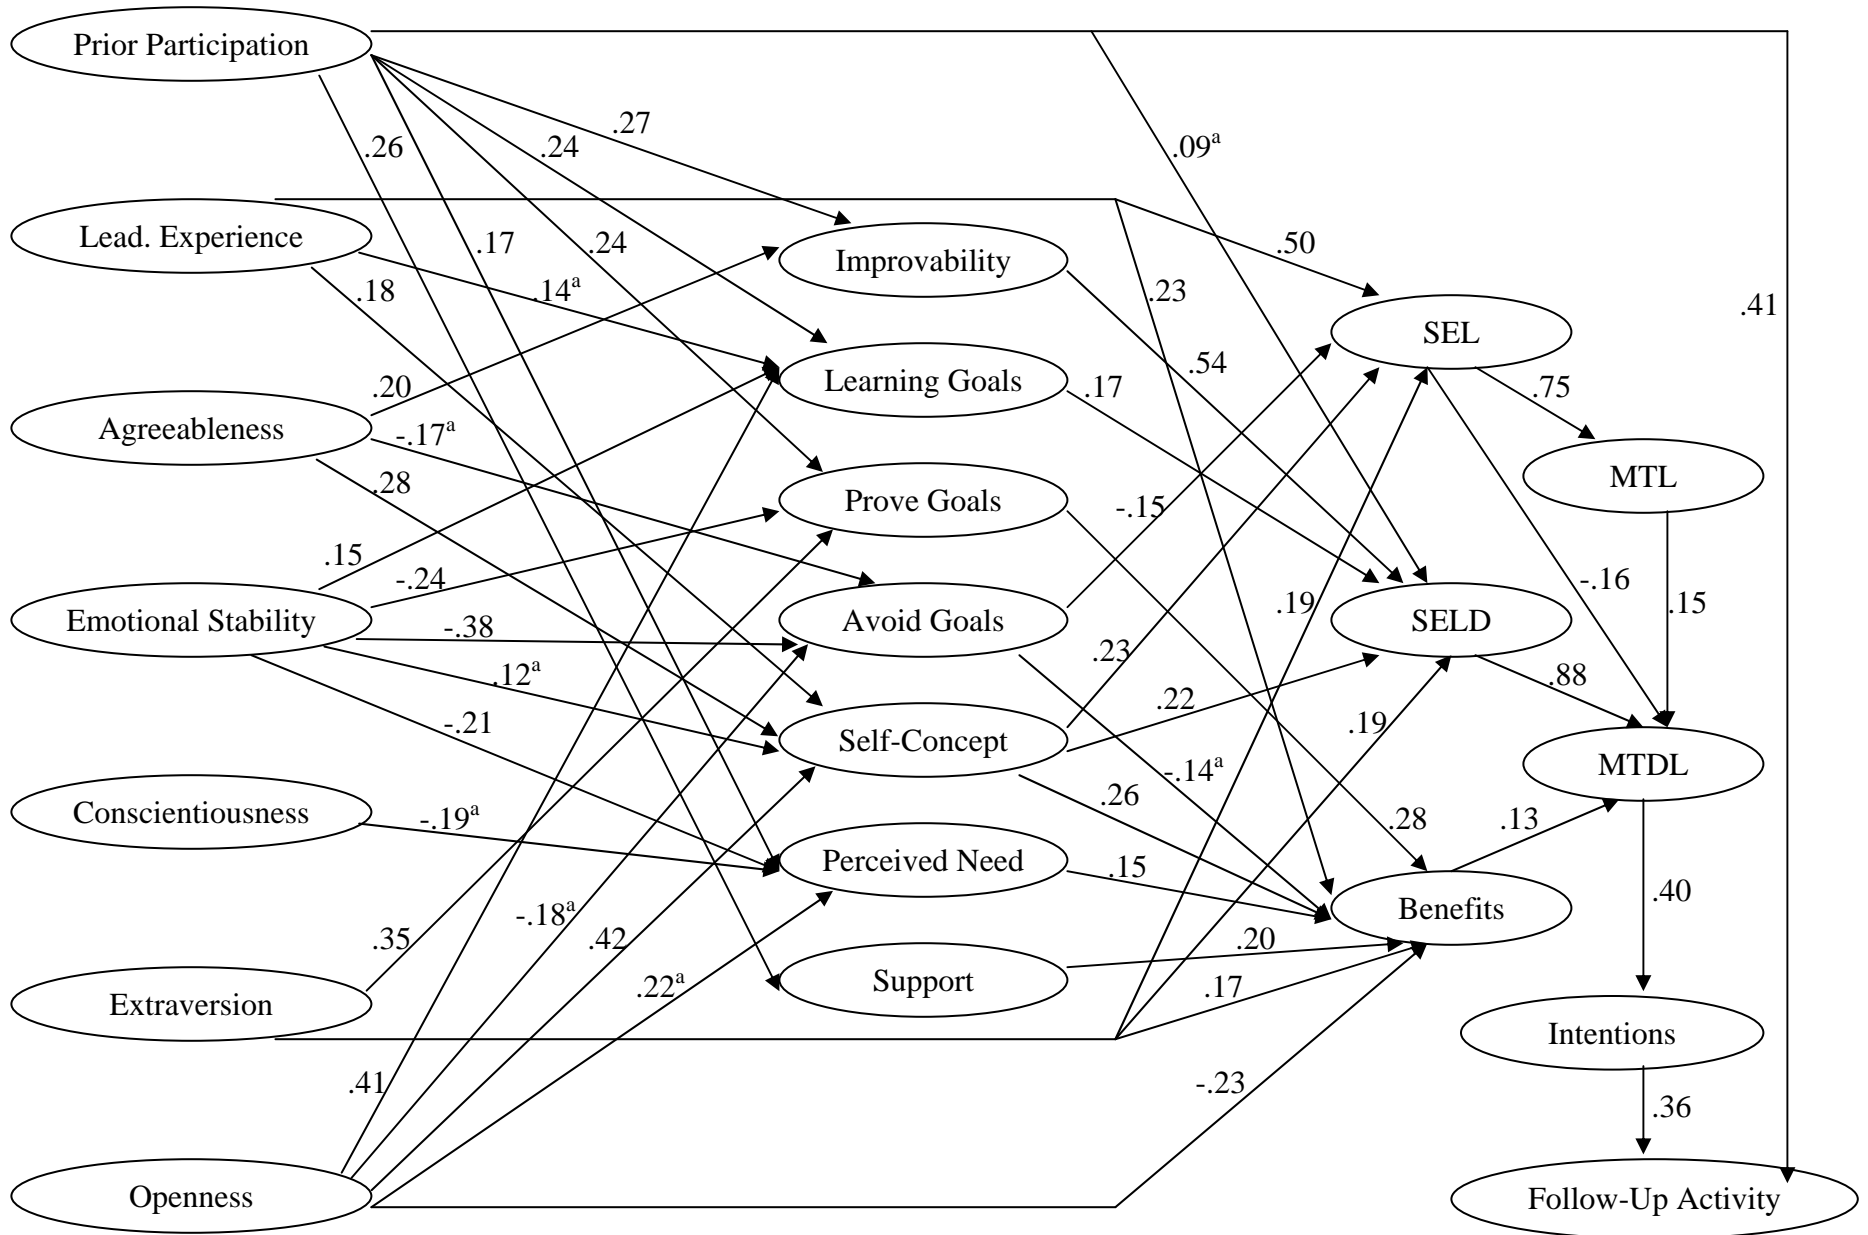 Prior Participation
.27
.26
.24
.09ᵃ
Lead. Experience
.17
.24
.50
Improvability
.18
.14ᵃ
.23
.41
SEL
.54
.20
Learning Goals
.17
.75
Agreeableness
-.17ᵃ
MTL
.28
Prove Goals
-.15
.15
-.24
-.16
.19
.15
Emotional Stability
-.38
Avoid Goals
SELD
.23
.12ᵃ
.88
.22
-.21
Self-Concept
.19
MTDL
-.14ᵃ
.26
Conscientiousness
-.19ᵃ
.28
.13
Perceived Need
.15
.40
-.18ᵃ
Benefits
.35
.42
.20
Support
.22ᵃ
.17
Extraversion
Intentions
.41
-.23
.36
Openness
Follow-Up Activity